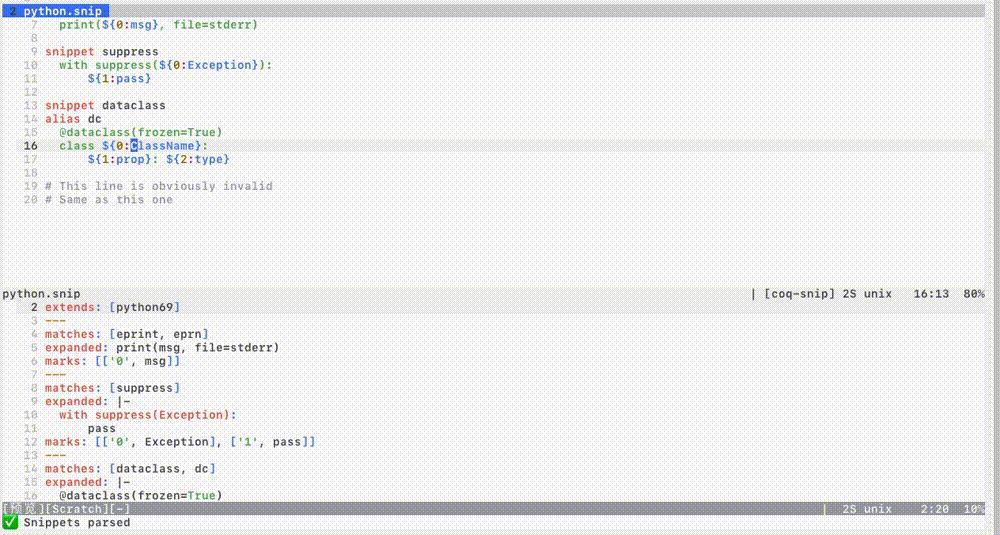 2 python.snip
7 print(${0:msg}, file=stderr)
8
9 snippet suppress
10 with suppress(${0:Exception}):
11 ${1:pass}
12
13 snippet dataclass
14 alias dc
15 @dataclass(frozen=True)
16 class ${0:ClassName}:
17 ${1:prop}: ${2:type}
18
19 # This line is obviously invalid
20 # Same as this one
python.snip | [coq-snip] 2S unix 16:13 80%
2 extends: [python69]
3 ---
4 matches: [eprint, eprn]
5 expanded: print(msg, file=stderr)
6 marks: [['0', msg]]
7 ---
8 matches: [suppress]
9 expanded: |-
10 with suppress(Exception):
11 pass
12 marks: [['0', Exception], ['1', pass]]
13 ---
14 matches: [dataclass, dc]
15 expanded: |-
16 @dataclass(frozen=True)
[预览][Scratch][-] | 2S unix 2:20 10%
✅ Snippets parsed